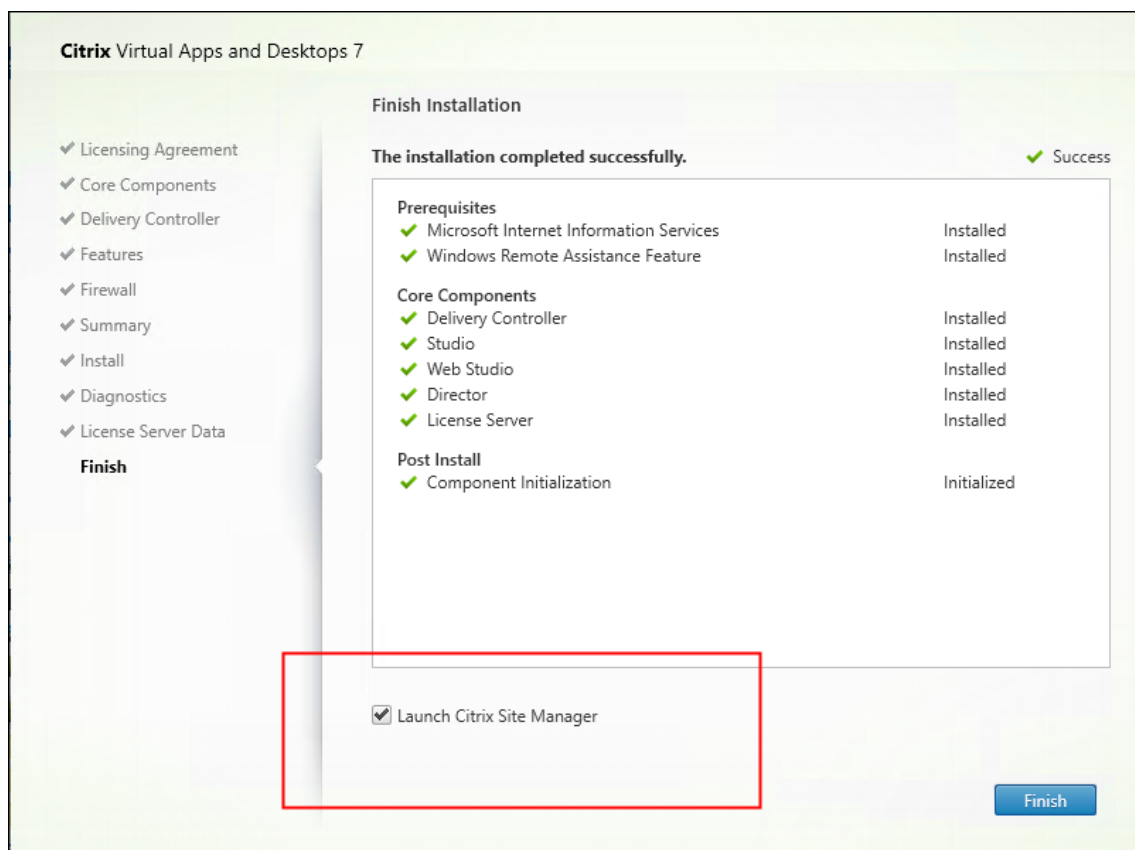 Citrix Virtual Apps and Desktops 7
Finish Installation
Licensing Agreement
Core Components
Delivery Controller
Features
Firewall
Summary
Install
Diagnostics
License Server Data
Finish
The installation completed successfully. Success
Prerequisites
Microsoft Internet Information Services Installed
Windows Remote Assistance Feature Installed
Core Components
Delivery Controller Installed
Studio Installed
Web Studio Installed
Director Installed
License Server Installed
Post Install
Component Initialization Initialized
Launch Citrix Site Manager
Finish